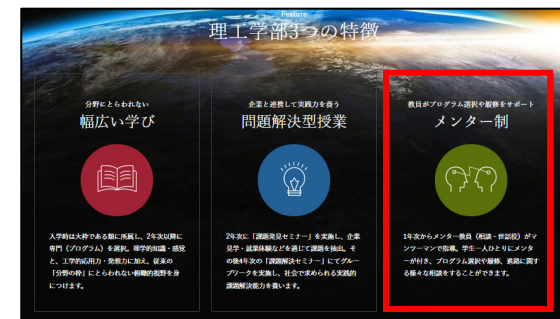 Feature
理工学部3つの特徴
分野にとらわれない
幅広い学び
入学時は大枠である類に所属し、2年次以降に
専門（プログラム）を選択。理学的知識・感覚
と、工学的応用力・発想力に加え、従来の
「分野の枠」にとらわれない俯瞰的視野を身
につけます。
企業と連携して実践力を養う
問題解決型授業
2年次に「課題発見セミナー」を実施し、企業
見学・就業体験などを通じて課題を抽出。そ
の後4年次の「課題解決セミナー」にてグルー
プワークを実施し、社会で求められる実践的
課題解決能力を養います。
教員がプログラム選択や履修をサポート
メンター制
1年次からメンター教員（相談・世話役）がマ
ンツーマンで指導。学生一人ひとりにメンタ
ーが付き、プログラム選択や履修、進路に関す
る様々な相談をすることができます。